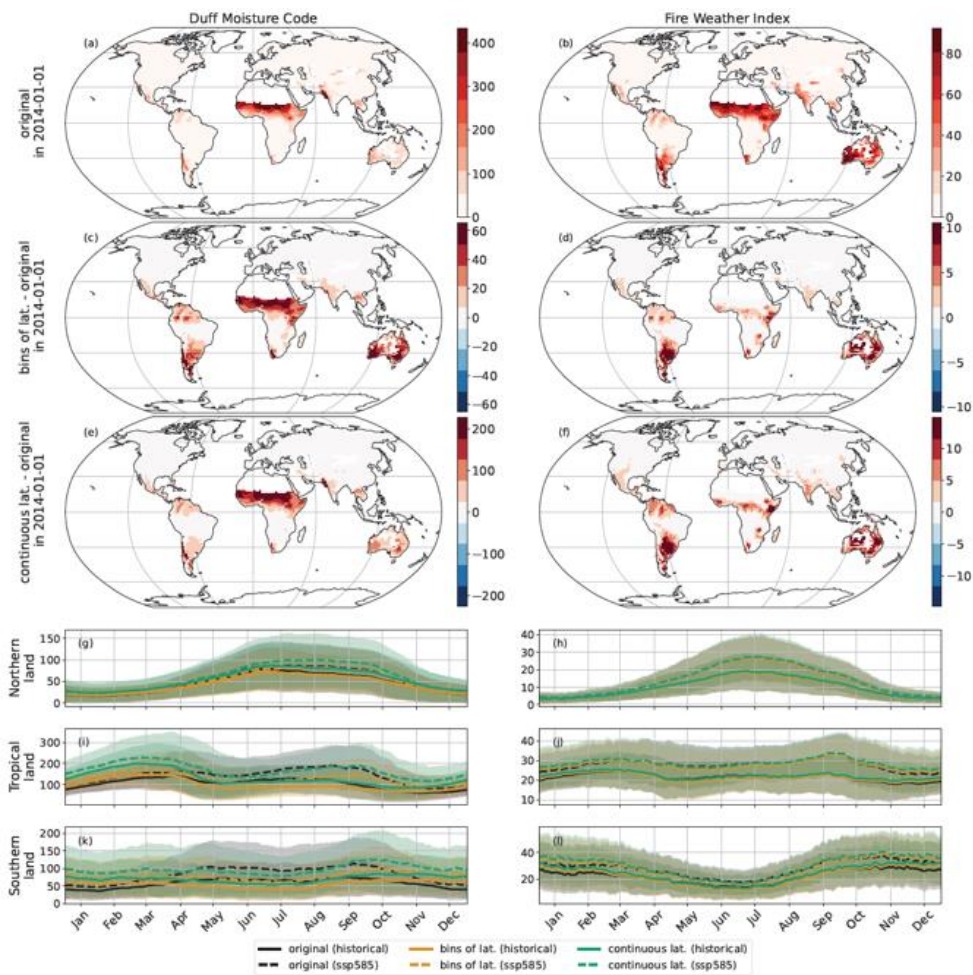 Duff Moisture Code
Fire Weather Index
original
in 2014-01-01
(a)
400
300
200
100
0
(b)
80
60
40
20
0
bins of lat. - original
in 2014-01-01
(c)
60
40
20
0
−20
−40
−60
(d)
10
5
0
−5
−10
continuous lat. - original
in 2014-01-01
(e)
200
100
0
−100
−200
(f)
10
5
0
−5
−10
Northern
land
150
100
50
0
(g)
40
30
20
10
0
(h)
Tropical
land
300
200
100
(i)
40
30
20
10
(j)
Southern
land
200
150
100
50
0
(k)
40
20
(l)
Jan Feb Mar Apr May Jun Jul Aug Sep Oct Nov Dec
Jan Feb Mar Apr May Jun Jul Aug Sep Oct Nov Dec
original (historical) bins of lat. (historical) continuous lat. (historical)
original (ssp585) bins of lat. (ssp585) continuous lat. (ssp585)